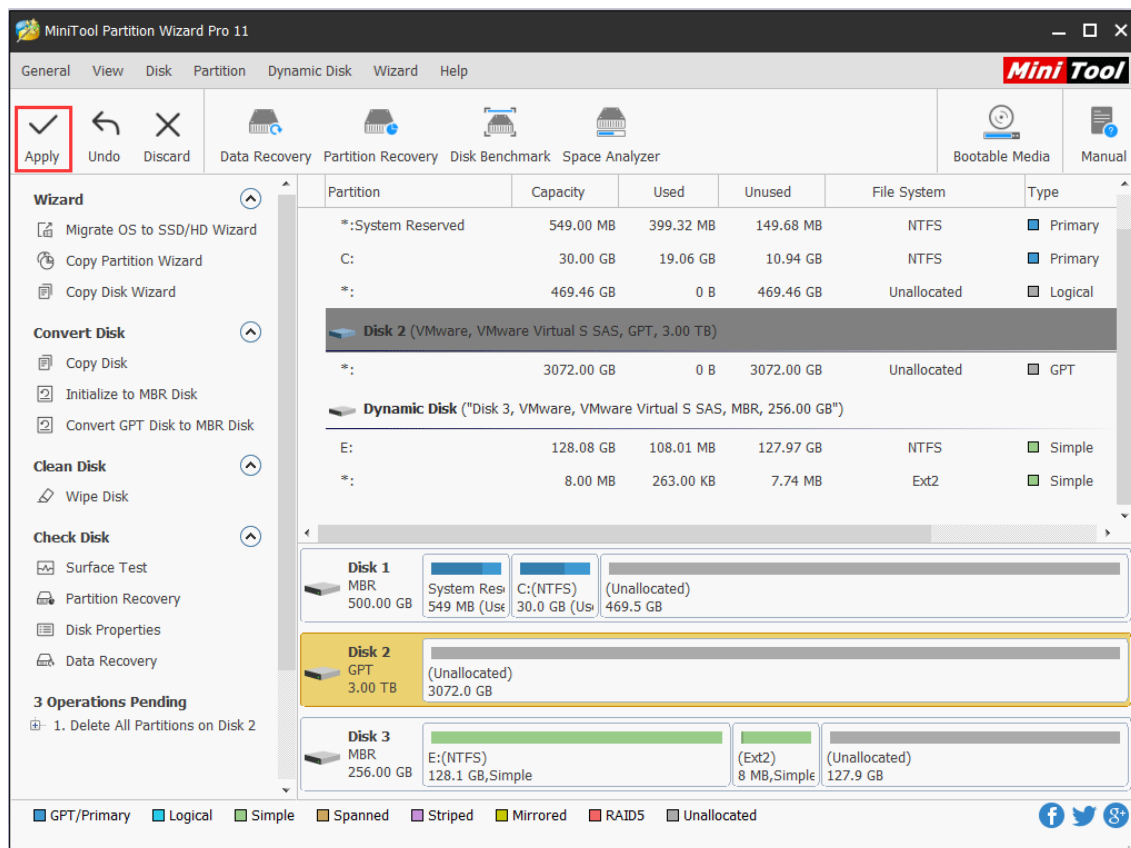 MiniTool Partition Wizard Pro 11
General View Disk Partition Dynamic Disk Wizard Help
Mini Tool
Apply Undo Discard Data Recovery Partition Recovery Disk Benchmark Space Analyzer Bootable Media Manual
Wizard
Migrate OS to SSD/HD Wizard
Copy Partition Wizard
Copy Disk Wizard
Convert Disk
Copy Disk
Initialize to MBR Disk
Convert GPT Disk to MBR Disk
Clean Disk
Wipe Disk
Check Disk
Surface Test
Partition Recovery
Disk Properties
Data Recovery
3 Operations Pending
1. Delete All Partitions on Disk 2
Partition Capacity Used Unused File System Type
*:System Reserved 549.00 MB 399.32 MB 149.68 MB NTFS Primary
C: 30.00 GB 19.06 GB 10.94 GB NTFS Primary
*: 469.46 GB 0 B 469.46 GB Unallocated Logical
Disk 2 (VMware, VMware Virtual S SAS, GPT, 3.00 TB)
*: 3072.00 GB 0 B 3072.00 GB Unallocated GPT
Dynamic Disk ("Disk 3, VMware, VMware Virtual S SAS, MBR, 256.00 GB")
E: 128.08 GB 108.01 MB 127.97 GB NTFS Simple
*: 8.00 MB 263.00 KB 7.74 MB Ext2 Simple
Disk 1
MBR
500.00 GB
System Res
549 MB (Use
C:(NTFS)
30.0 GB (Us
(Unallocated)
469.5 GB
Disk 2
GPT
3.00 TB
(Unallocated)
3072.0 GB
Disk 3
MBR
256.00 GB
E:(NTFS)
128.1 GB,Simple
(Ext2)
8 MB,Simple
(Unallocated)
127.9 GB
GPT/Primary Logical Simple Spanned Striped Mirrored RAID5 Unallocated